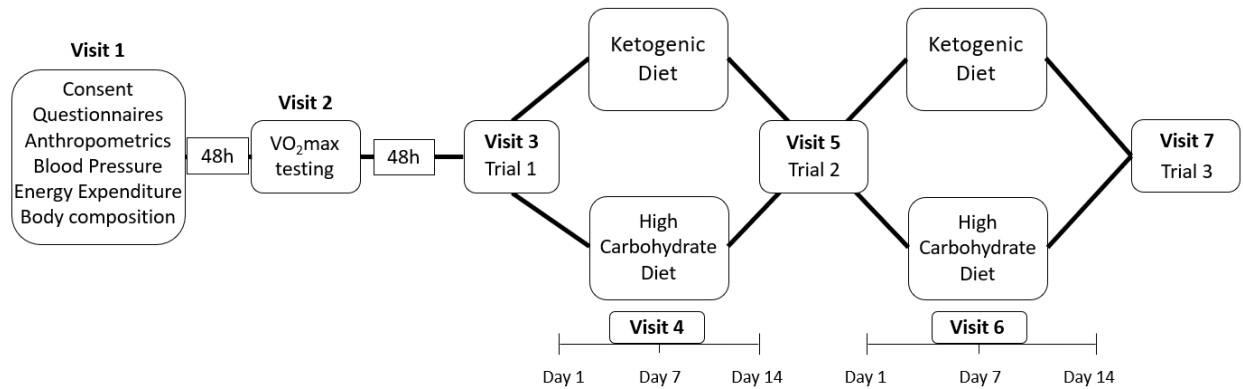 Visit 1
Consent
Questionnaires
Anthropometrics
Blood Pressure
Energy Expenditure
Body composition
48h
Visit 2
VO₂max
testing
48h
Visit 3
Trial 1
Ketogenic
Diet
High
Carbohydrate
Diet
Visit 4
Day 1
Day 7
Day 14
Visit 5
Trial 2
Ketogenic
Diet
High
Carbohydrate
Diet
Visit 6
Day 1
Day 7
Day 14
Visit 7
Trial 3